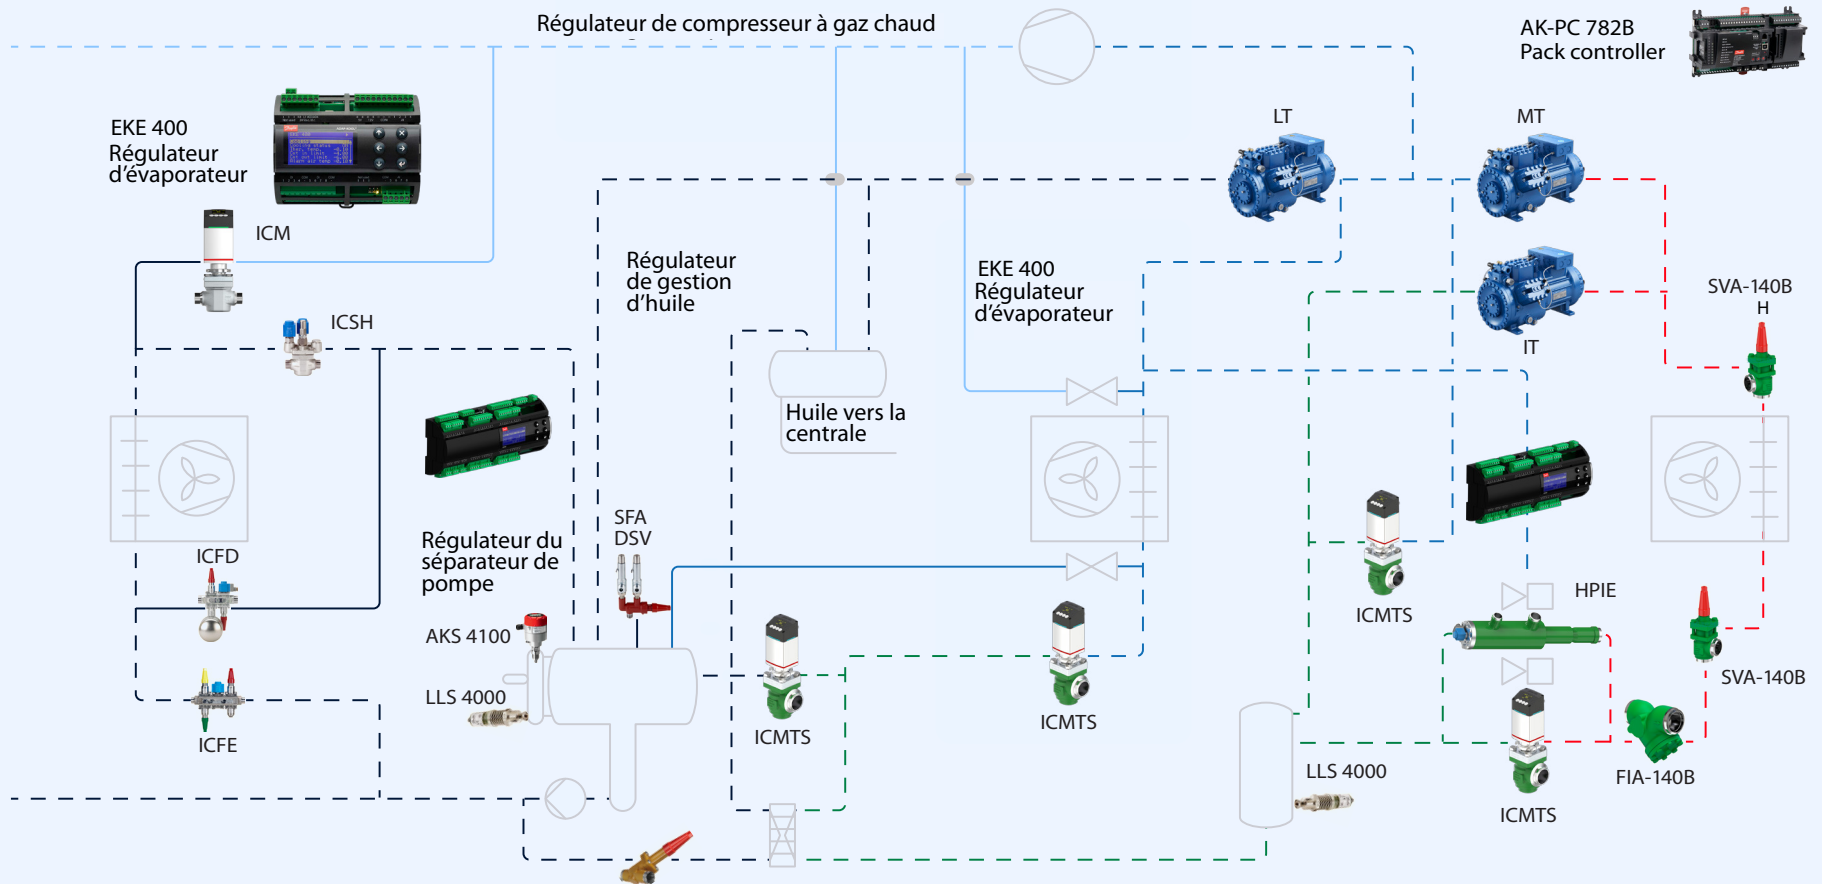 Régulateur de compresseur à gaz chaud
AK-PC 782B
Pack controller
EKE 400
Régulateur
d'évaporateur
LT
MT
ICM
Régulateur
de gestion
d'huile
EKE 400
Régulateur
d'évaporateur
SVA-140B
H
ICSH
IT
Huile vers la
centrale
SFA
DSV
Régulateur du
séparateur de
pompe
ICFD
HPIE
ICMTS
AKS 4100
SVA-140B
LLS 4000
ICFE
ICMTS
ICMTS
LLS 4000
FIA-140B
ICMTS